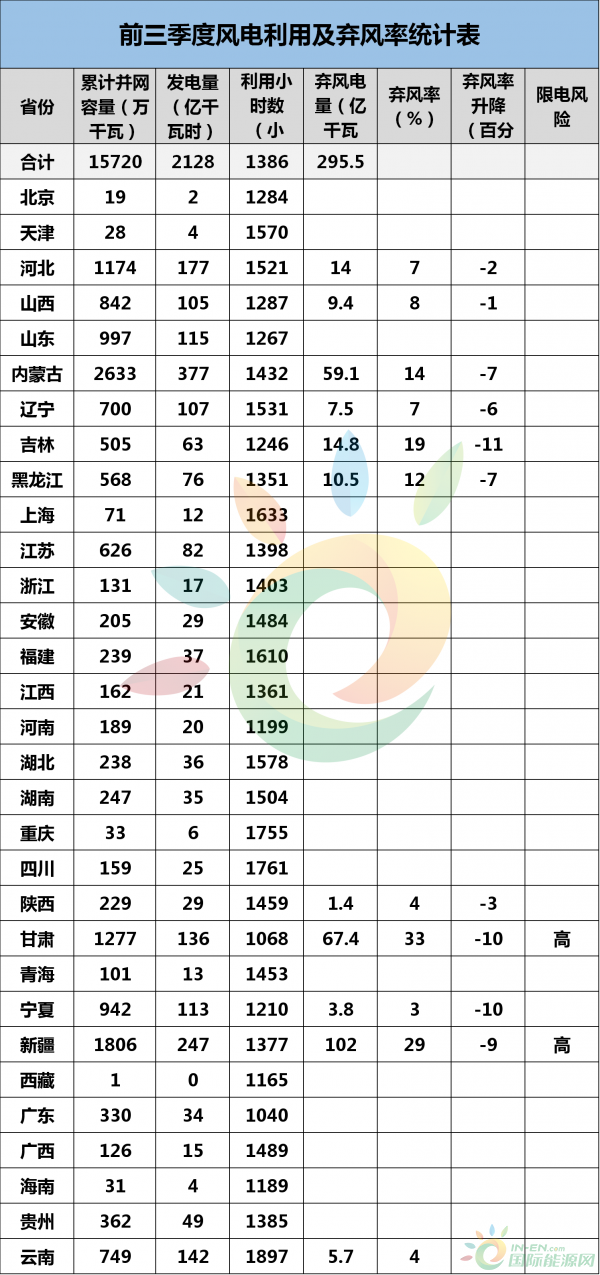 前三季度风电利用及弃风率统计表
省份 累计并网容量（万千瓦） 发电量（亿千瓦时） 利用小时数（小 弃风电量（亿千瓦 弃风率（%） 弃风率升降（百分 限电风险
合计 15720 2128 1386 295.5
北京 19 2 1284
天津 28 4 1570
河北 1174 177 1521 14 7 -2
山西 842 105 1287 9.4 8 -1
山东 997 115 1267
内蒙古 2633 377 1432 59.1 14 -7
辽宁 700 107 1531 7.5 7 -6
吉林 505 63 1246 14.8 19 -11
黑龙江 568 76 1351 10.5 12 -7
上海 71 12 1633
江苏 626 82 1398
浙江 131 17 1403
安徽 205 29 1484
福建 239 37 1610
江西 162 21 1361
河南 189 20 1199
湖北 238 36 1578
湖南 247 35 1504
重庆 33 6 1755
四川 159 25 1761
陕西 229 29 1459 1.4 4 -3
甘肃 1277 136 1068 67.4 33 -10 高
青海 101 13 1453
宁夏 942 113 1210 3.8 3 -10
新疆 1806 247 1377 102 29 -9 高
西藏 1 0 1165
广东 330 34 1040
广西 126 15 1489
海南 31 4 1189
贵州 362 49 1385
云南 749 142 1897 5.7 4
IN-EN.com
国际能源网